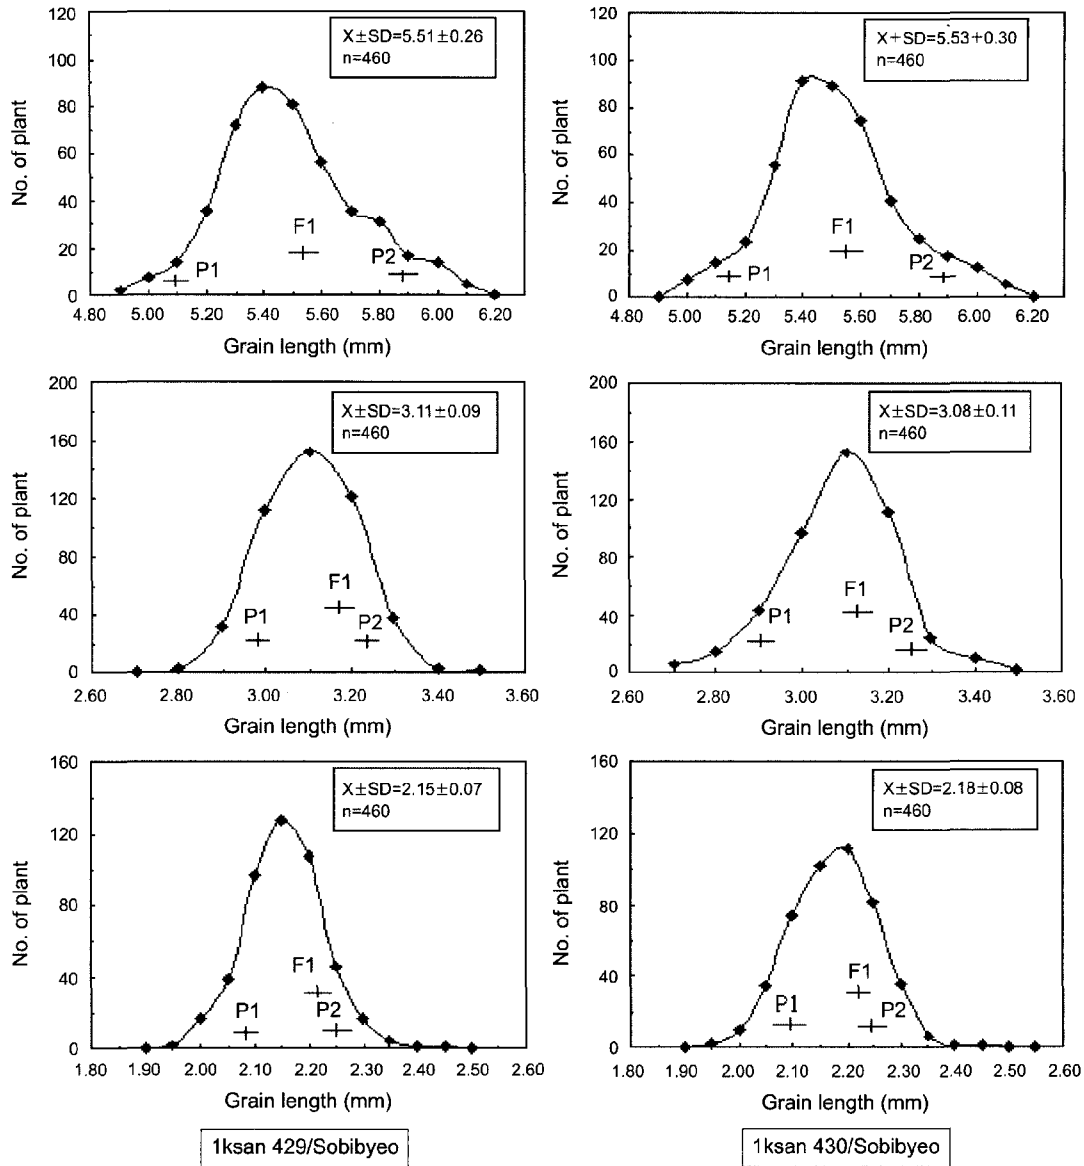 120
100
80
60
40
20
0
No. of plant
X±SD=5.51±0.26
n=460
F1
P1
P2
4.80 5.00 5.20 5.40 5.60 5.80 6.00 6.20
Grain length (mm)
120
100
80
60
40
20
0
No. of plant
X+SD=5.53+0.30
n=460
F1
P1
P2
4.80 5.00 5.20 5.40 5.60 5.80 6.00 6.20
Grain length (mm)
200
160
120
80
40
0
No. of plant
X±SD=3.11±0.09
n=460
F1
P1
P2
2.60 2.80 3.00 3.20 3.40 3.60
Grain length (mm)
200
160
120
80
40
0
No. of plant
X±SD=3.08±0.11
n=460
F1
P1
P2
2.60 2.80 3.00 3.20 3.40 3.60
Grain length (mm)
160
120
80
40
0
No. of plant
X±SD=2.15±0.07
n=460
F1
P1
P2
1.80 1.90 2.00 2.10 2.20 2.30 2.40 2.50 2.60
Grain length (mm)
160
120
80
40
0
No. of plant
X±SD=2.18±0.08
n=460
F1
P1
P2
1.80 1.90 2.00 2.10 2.20 2.30 2.40 2.50 2.60
Grain length (mm)
1ksan 429/Sobibyeo
1ksan 430/Sobibyeo